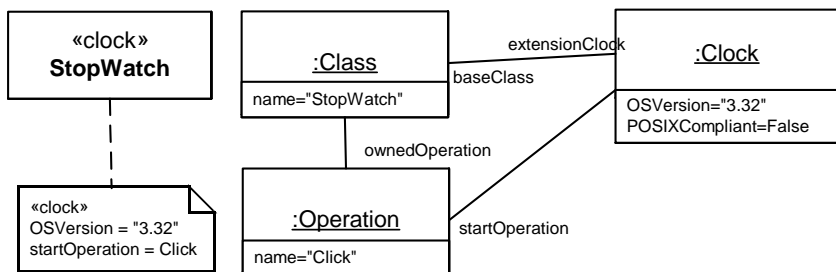 «clock»
StopWatch
«clock»
OSVersion = "3.32"
startOperation = Click
:Class
name="StopWatch"
extensionClock
baseClass
:Clock
OSVersion="3.32"
POSIXCompliant=False
ownedOperation
:Operation
name="Click"
startOperation